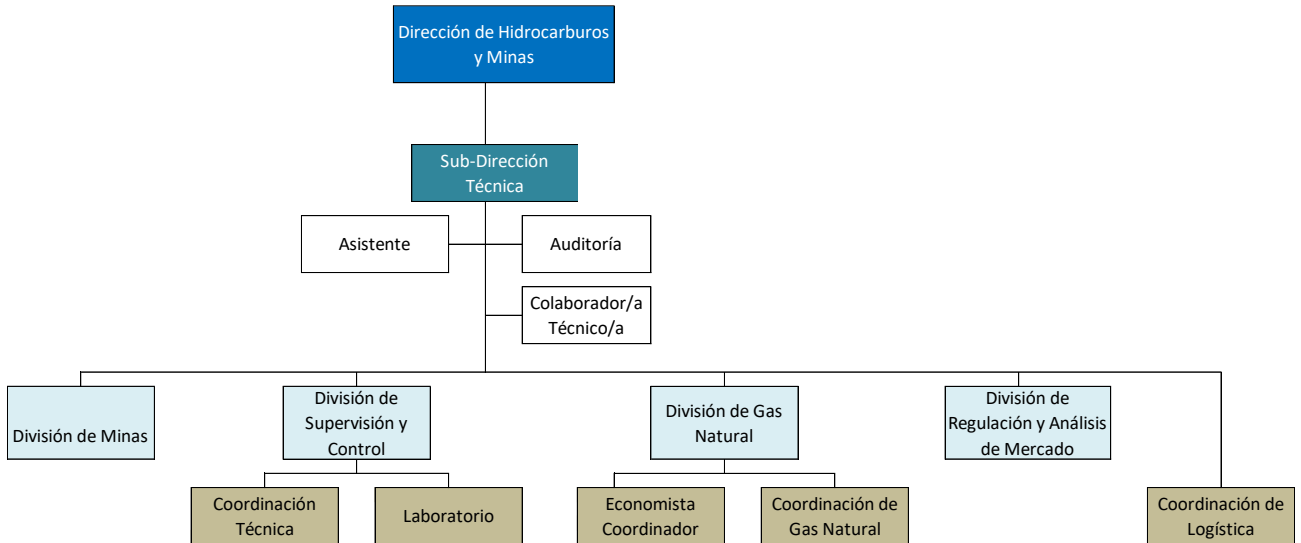 Dirección de Hidrocarburos
y Minas
Sub-Dirección
Técnica
Asistente
Auditoría
Colaborador/a
Técnico/a
División de Minas
División de
Supervisión y
Control
División de Gas
Natural
División de
Regulación y Análisis
de Mercado
Coordinación
Técnica
Laboratorio
Economista
Coordinador
Coordinación de
Gas Natural
Coordinación de
Logística